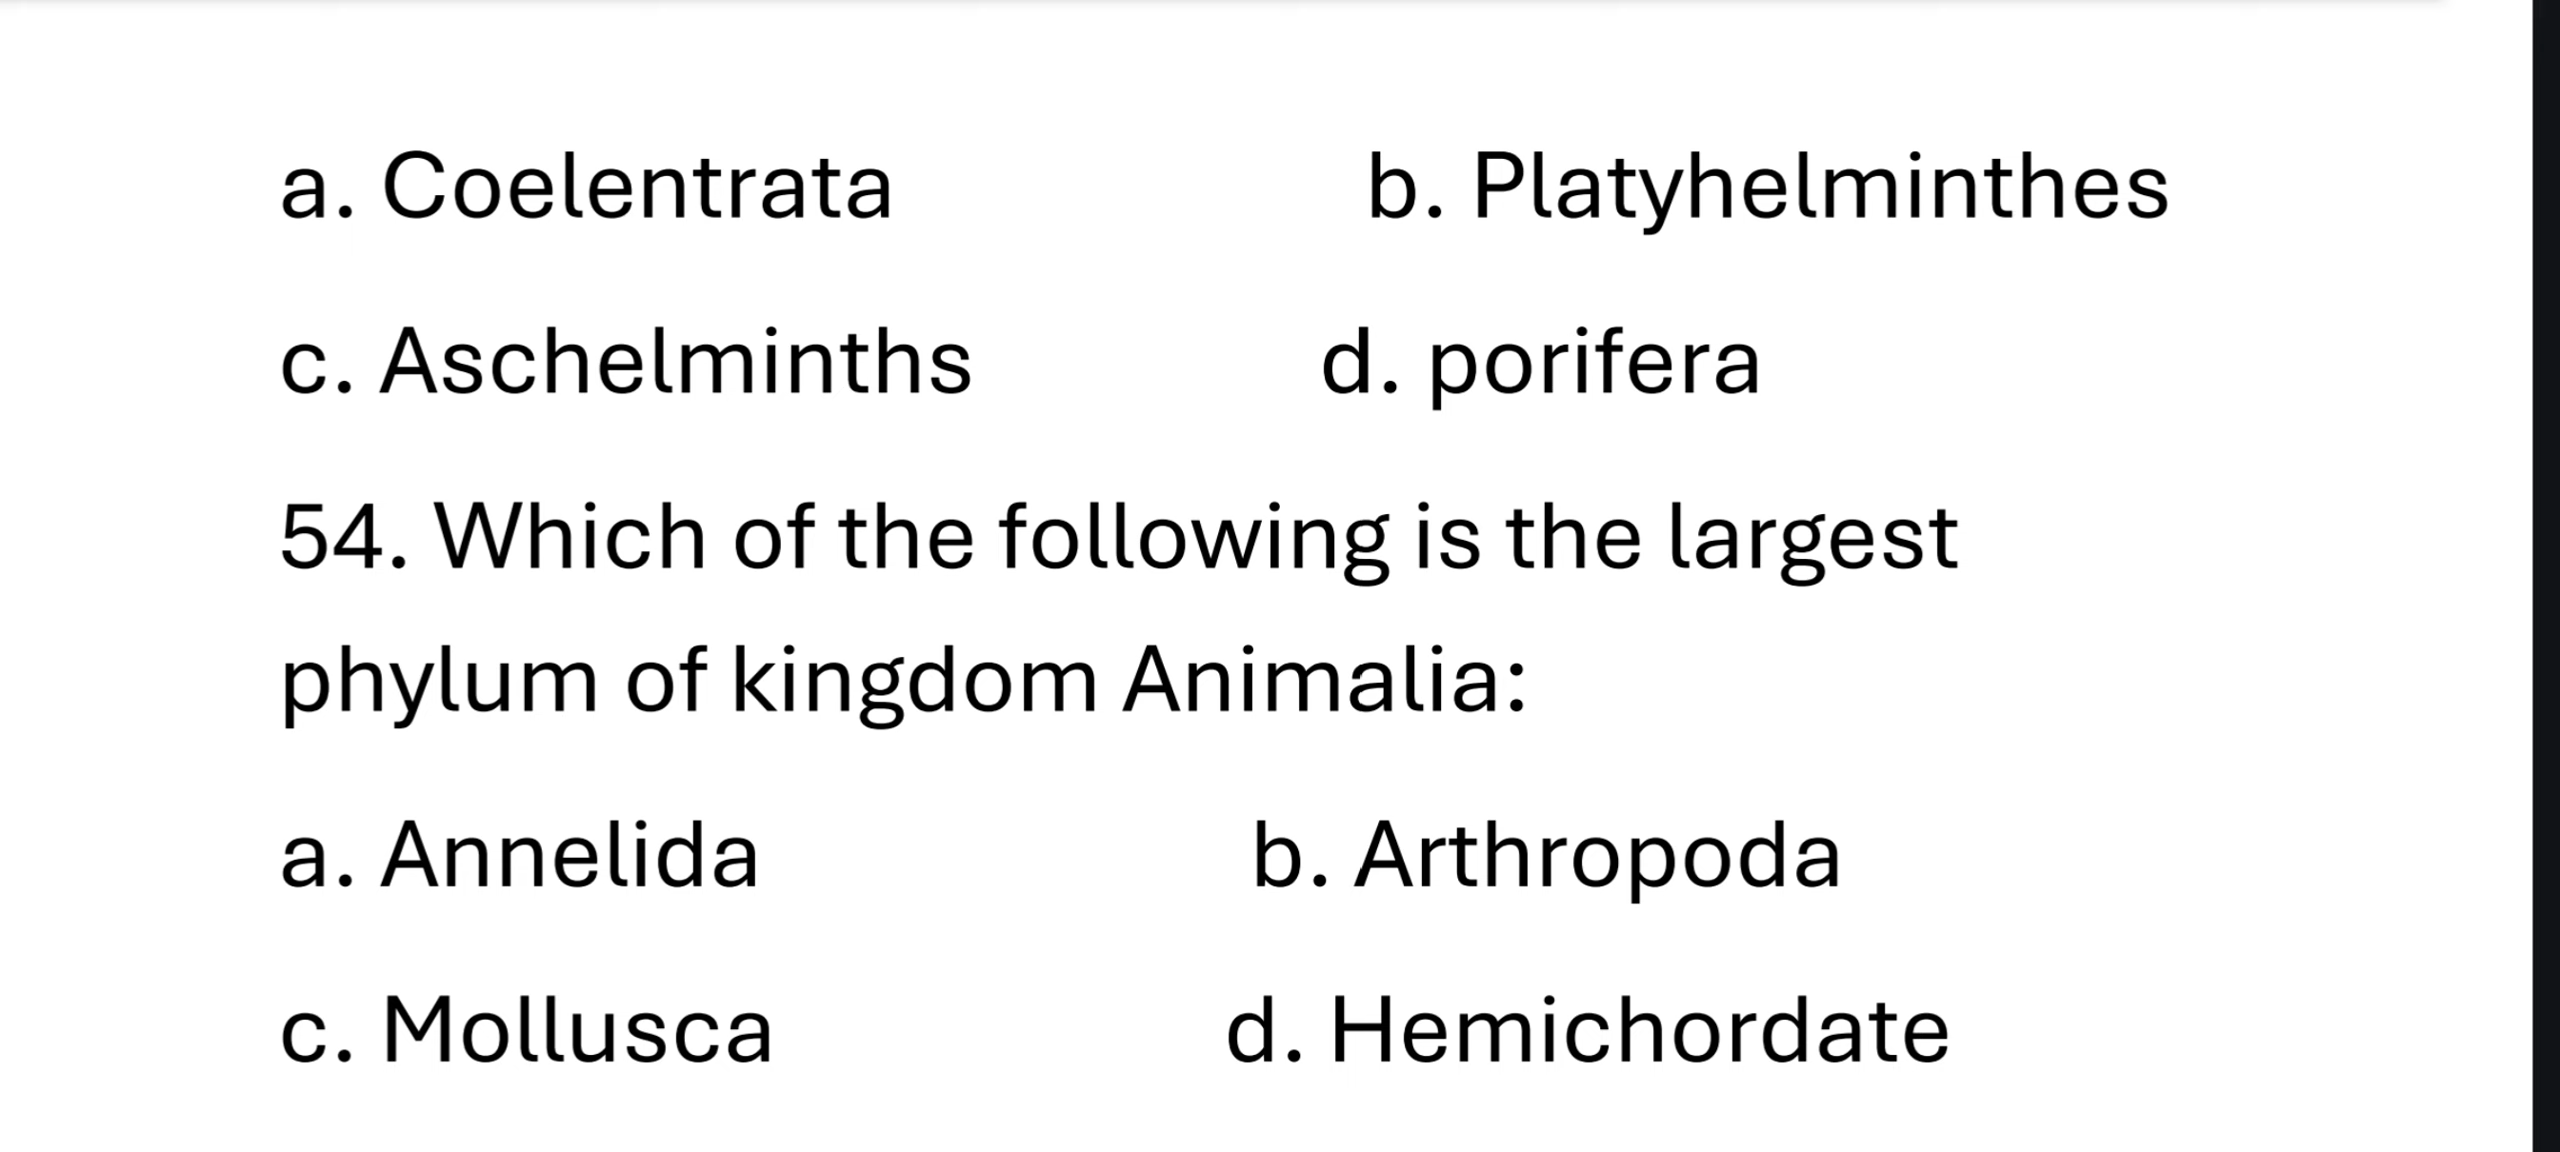 a. Coelentrata b. Platyhelminthes
c. Aschelminths d. porifera
54. Which of the following is the largest
phylum of kingdom Animalia:
a. Annelida b. Arthropoda
c. Mollusca d. Hemichordate